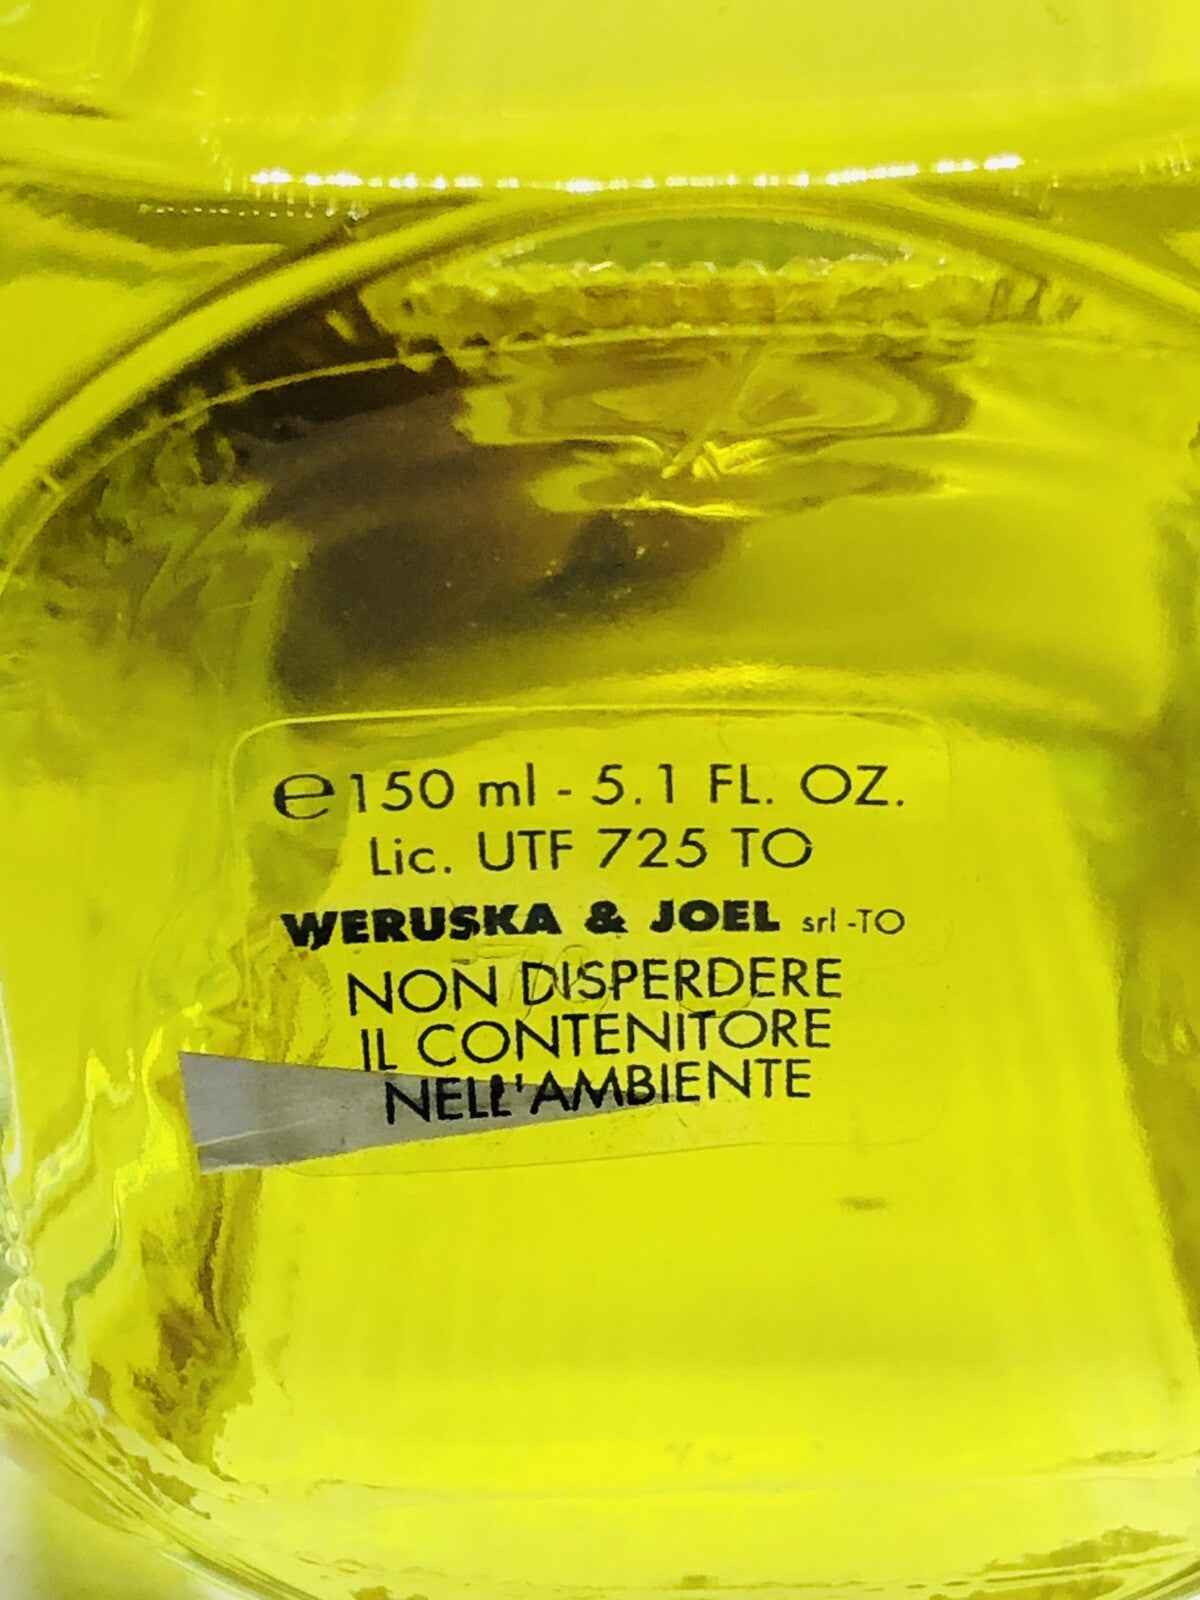 ℮150 ml - 5.1 FL. OZ.
Lic. UTF 725 TO
WERUSKA & JOEL srl -TO
NON DISPERDERE
IL CONTENITORE
NELL'AMBIENTE